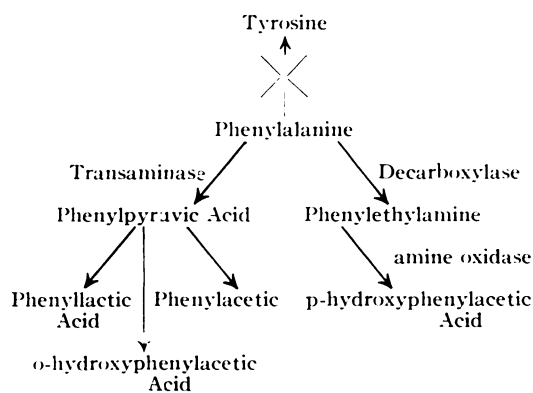 Tyrosine
Phenylalanine
Transaminase
Decarboxylase
Phenylpyravic Acid
Phenylethylamine
amine oxidase
Phenyllactic
Acid
Phenylacetic
p-hydroxyphenylacetic
Acid
o-hydroxyphenylacetic
Acid